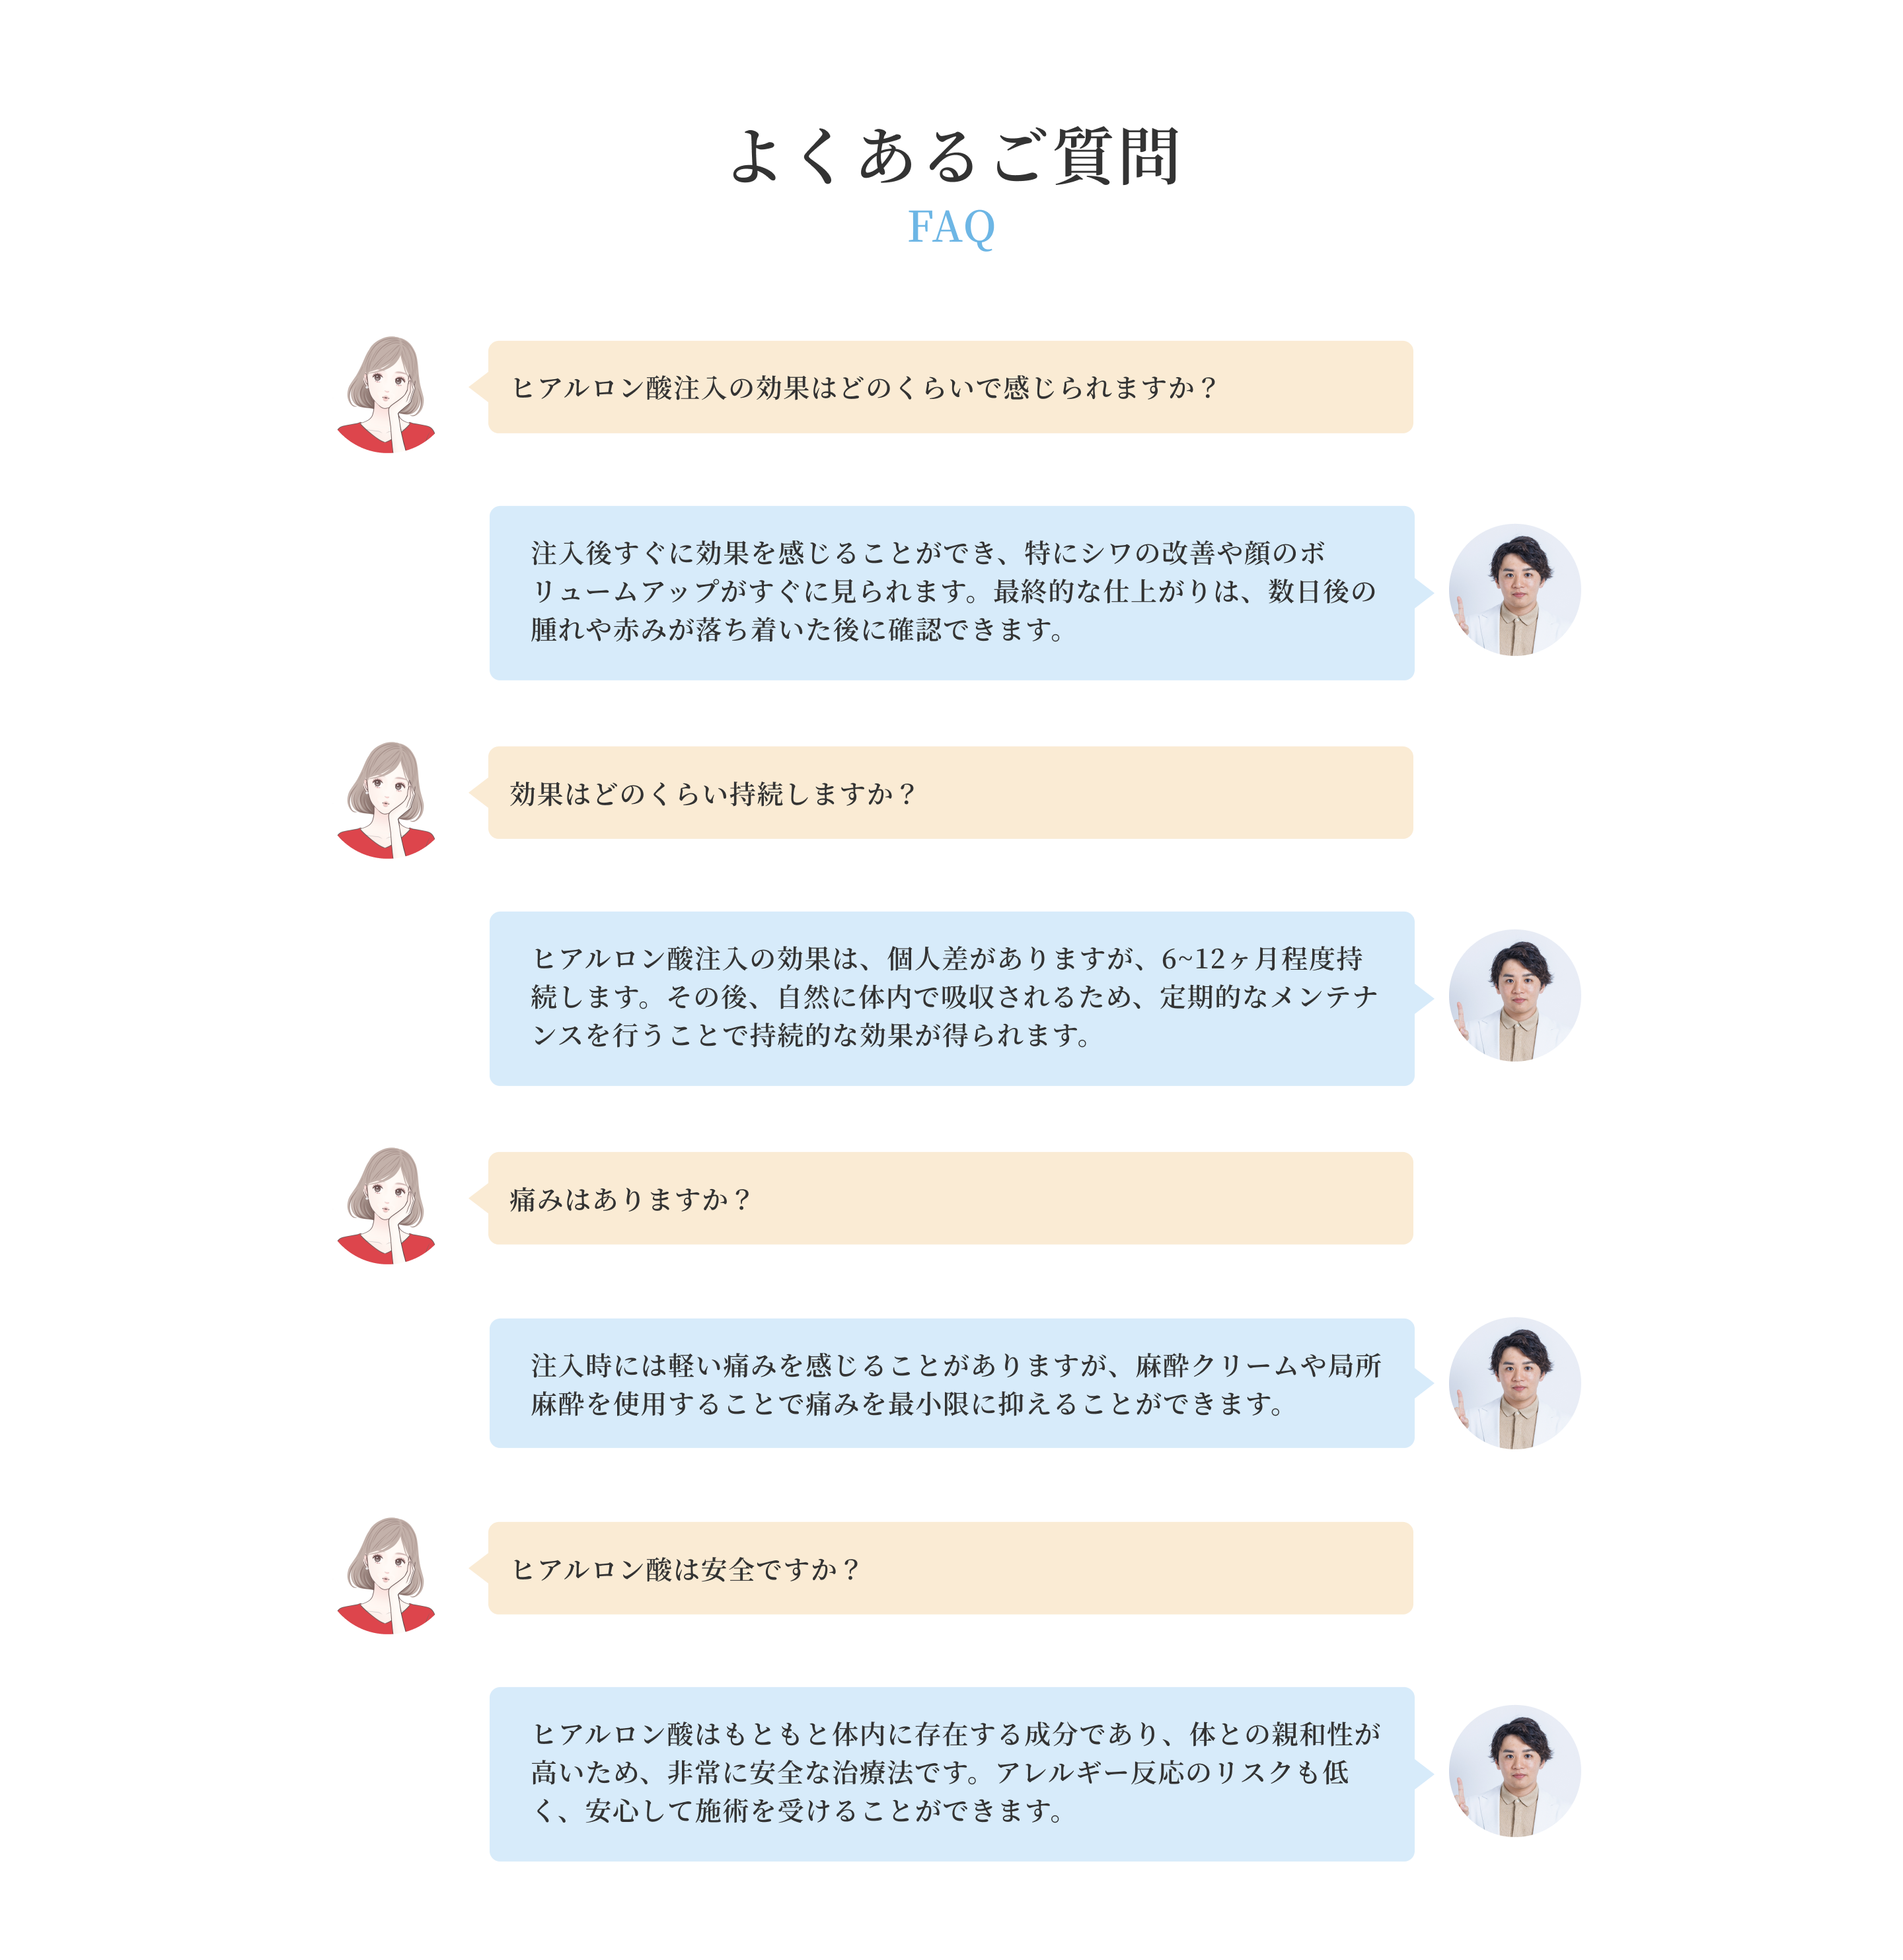 よくあるご質問
FAQ
ヒアルロン酸注入の効果はどのくらいで感じられますか？
注入後すぐに効果を感じることができ、特にシワの改善や顔のボ
リュームアップがすぐに見られます。最終的な仕上がりは、数日後の
腫れや赤みが落ち着いた後に確認できます。
効果はどのくらい持続しますか？
ヒアルロン酸注入の効果は、個人差がありますが、6~12ヶ月程度持
続します。その後、自然に体内で吸収されるため、定期的なメンテナ
ンスを行うことで持続的な効果が得られます。
痛みはありますか？
注入時には軽い痛みを感じることがありますが、麻酔クリームや局所
麻酔を使用することで痛みを最小限に抑えることができます。
ヒアルロン酸は安全ですか？
ヒアルロン酸はもともと体内に存在する成分であり、体との親和性が
高いため、非常に安全な治療法です。アレルギー反応のリスクも低
く、安心して施術を受けることができます。